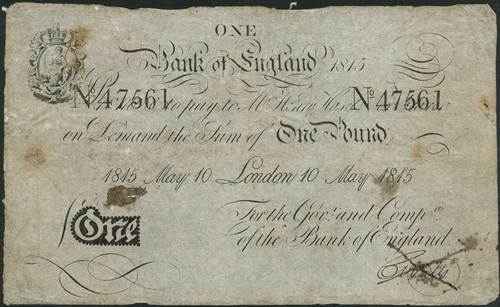 ONE
Bank of England 1815
I Promise to pay to Mr. Henry Hase
No 47561 No 47561
on Demand the Sum of One Pound
1815 May 10 London 10 May 1815
For the Govr. and Compa.
of the Bank of England
One